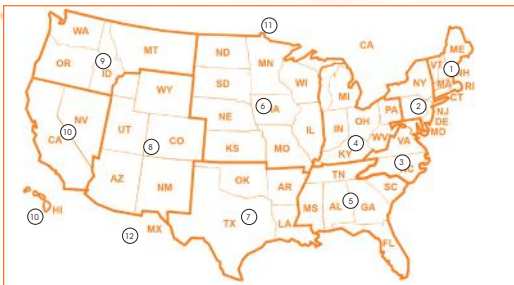 11
WA
ME
MT
ND
CA
VT
1
OR
9
ID
MN
NH
NY
MA
SD
WI
RI
WY
MI
CT
6
IA
2
NV
NE
PA
NJ
10
OH
DE
UT
IL
IN
MD
CA
8
CO
4
WV
KS
MO
VA
KY
3
NC
AZ
NM
OK
AR
TN
SC
10
HI
7
MS
AL
5
GA
TX
12
MX
LA
FL